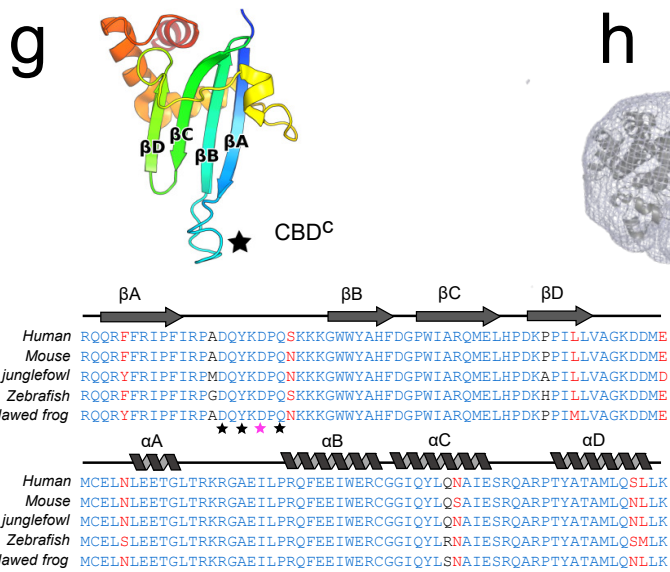 g
h
βD
βC
βB
βA
CBDᶜ
βA βB βC βD
Human RQQRFFRIPFIRPADQYKDPQSKKKGWWYAHFDGPWIARQMELHPDKPPILLVAGKDDME
Mouse RQQRFFRIPFIRPADQYKDPQNKKKGWWYAHFDGPWIARQMELHPDKPPILLVAGKDDME
junglefowl RQQRYFRIPFIRPMDQYKDPQNKKKGWWYAHFDGPWIARQMELHPDKAPILLVAGKDDMD
Zebrafish RQQRFFRIPFIRPGDQYKDPQSKKKGWWYAHFDGPWIARQMELHPDKHPILLVAGKDDME
lawed frog RQQRYFRIPFIRPADQYKDPQNKKKGWWYAHFDGPWIARQMELHPDKPPIMLVAGKDDME
αA αB αC αD
Human MCELNLEETGLTRKRGAEILPRQFEEIWERCGGIQYLQNAIESRQARPTYATAMLQSLLK
Mouse MCELNLEETGLTRKRGAEILPRQFEEIWERCGGIQYLQSAIESRQARPTYATAMLQNLLK
junglefowl MCELNLEETGLTRKRGAEILPRQFEEIWERCGGIQYLQNAIESRQARPTYATAMLQNLLK
Zebrafish MCELSLEETGLTRKRGAEILPRQFEEIWERCGGIQYLRNAIESRQARPTYATAMLQSMLK
lawed frog MCELNLEETGLTRKRGAEILPRQFEEIWERCGGIQYLSNAIESRQARPTYATAMLQNLLK